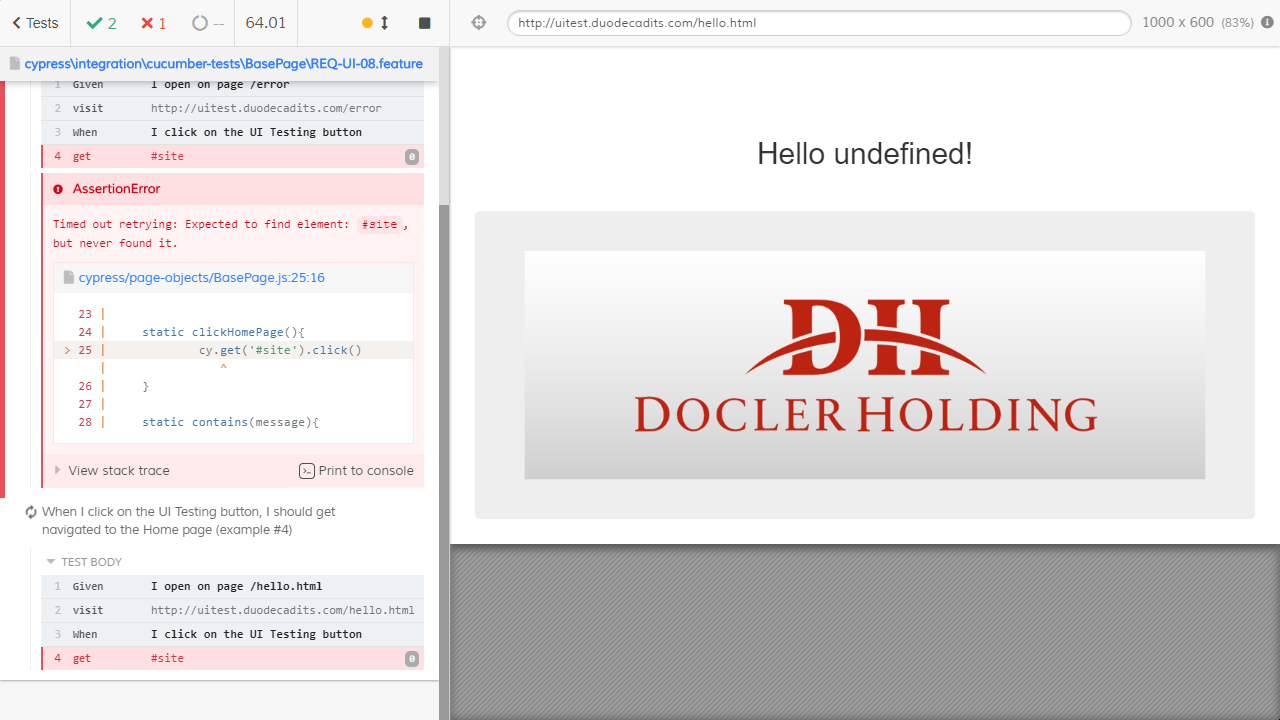 Tests
2
1
--
64.01
http://uitest.duodecadits.com/hello.html
1000 x 600 (83%)
cypress\integration\cucumber-tests\BasePage\REQ-UI-08.feature
1 Given I open on page /error
2 visit http://uitest.duodecadits.com/error
3 When I click on the UI Testing button
4 get #site 0
AssertionError
Timed out retrying: Expected to find element: #site,
but never found it.
cypress/page-objects/BasePage.js:25:16
23 |
24 | static clickHomePage(){
> 25 | cy.get('#site').click()
| ^
26 | }
27 |
28 | static contains(message){
View stack trace
Print to console
When I click on the UI Testing button, I should get
navigated to the Home page (example #4)
TEST BODY
1 Given I open on page /hello.html
2 visit http://uitest.duodecadits.com/hello.html
3 When I click on the UI Testing button
4 get #site 0
Hello undefined!
DH
DOCLER HOLDING